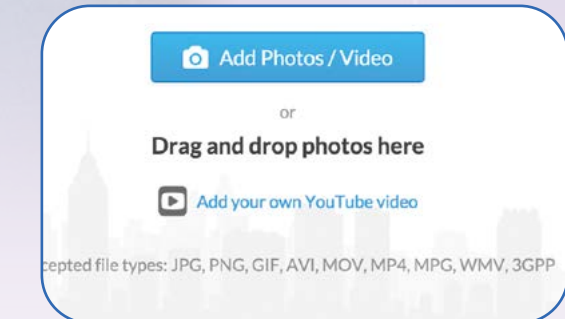 Add Photos / Video
or
Drag and drop photos here
Add your own YouTube video
cepted file types: JPG, PNG, GIF, AVI, MOV, MP4, MPG, WMV, 3GPP